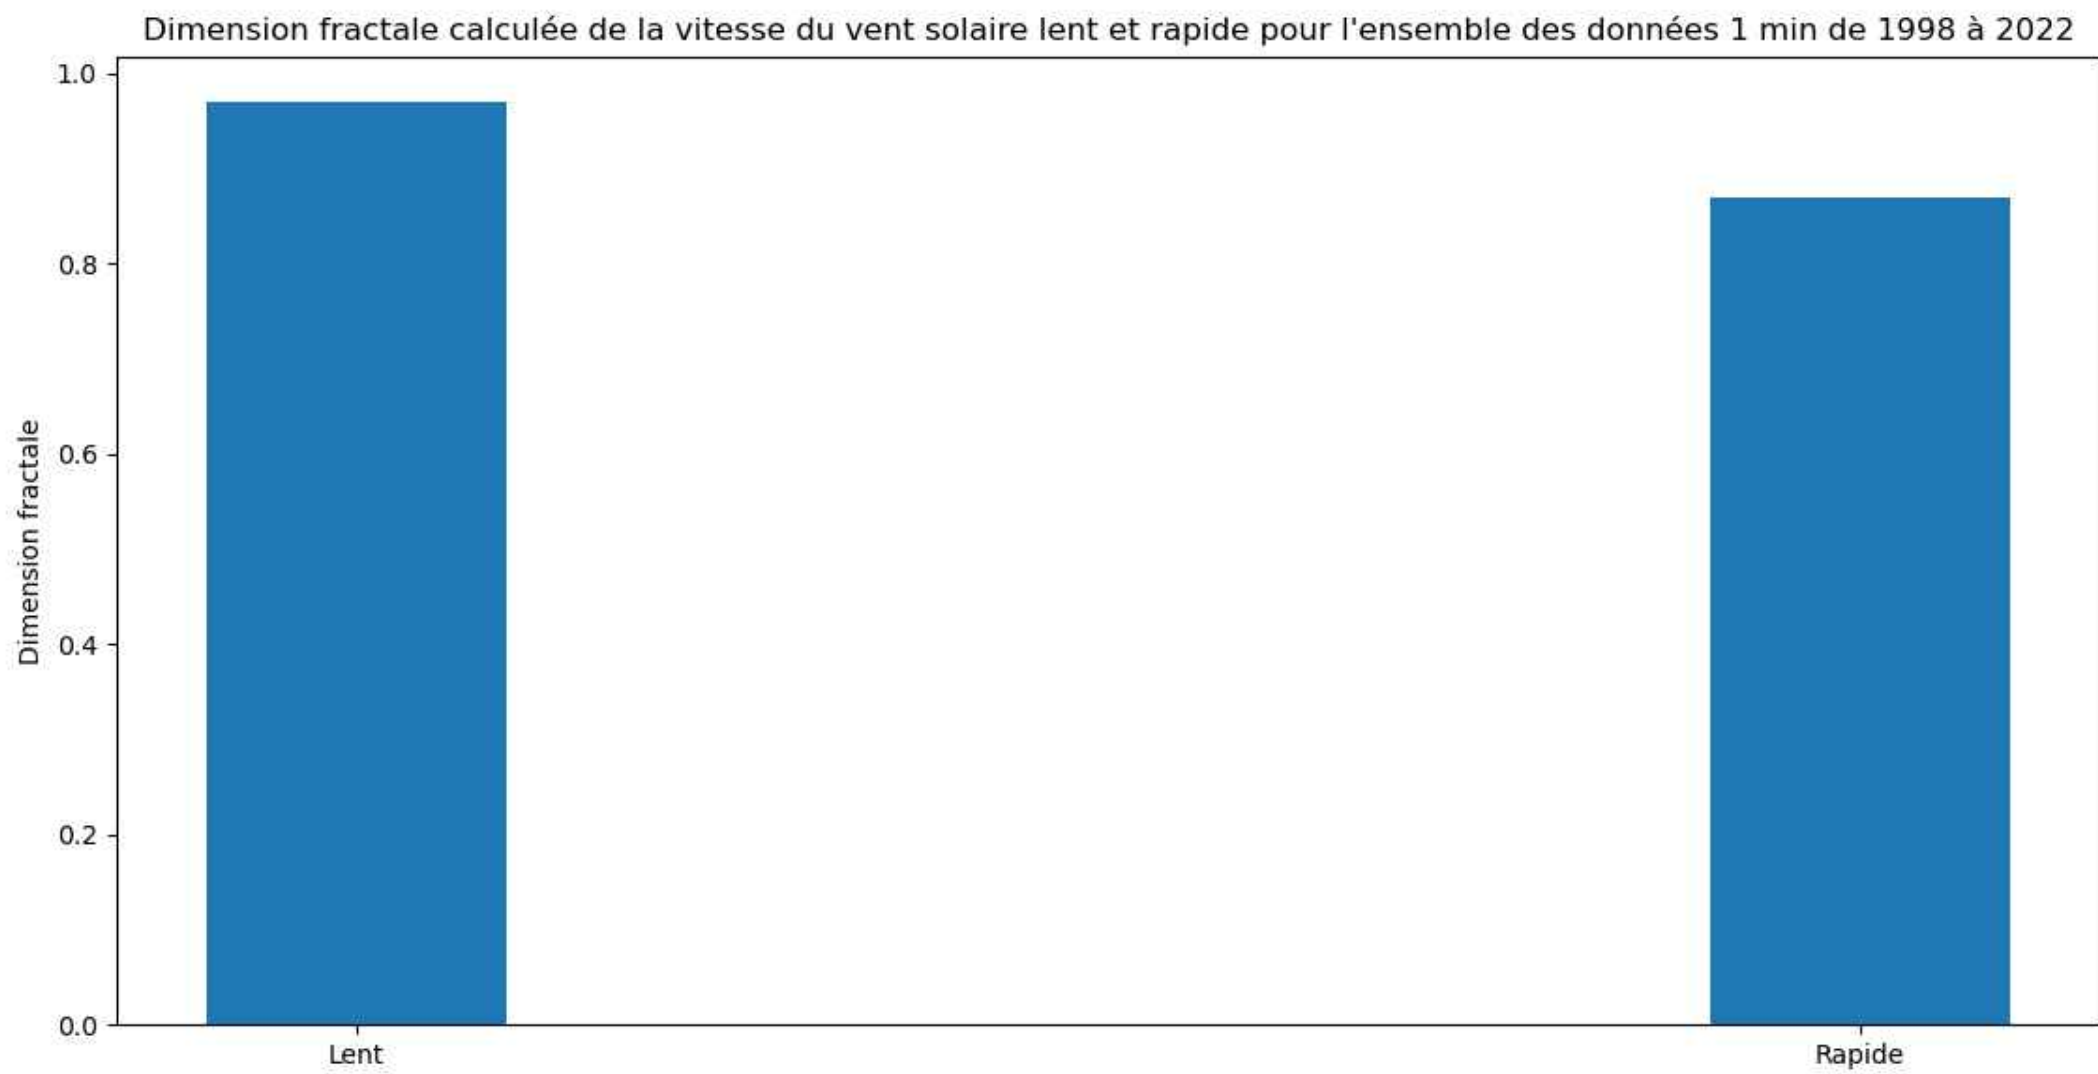 Dimension fractale calculée de la vitesse du vent solaire lent et rapide pour l'ensemble des données 1 min de 1998 à 2022
1.0
0.8
0.6
0.4
0.2
0.0
Dimension fractale
Lent
Rapide